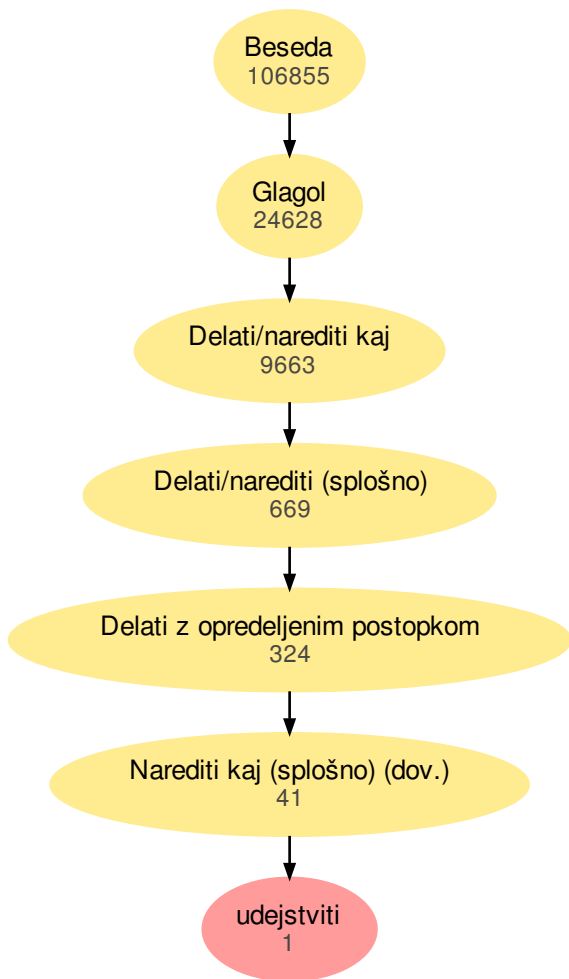 Beseda
106855
Glagol
24628
Delati/narediti kaj
9663
Delati/narediti (splošno)
669
Delati z opredeljenim postopkom
324
Narediti kaj (splošno) (dov.)
41
udejstviti
1